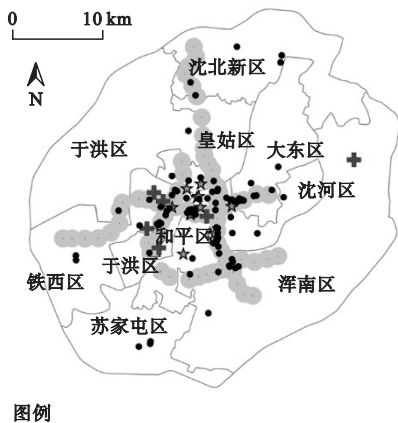 0 10 km
N
沈北新区
皇姑区
于洪区
大东区
沈河区
和平区
于洪区
铁西区
浑南区
苏家屯区
图例